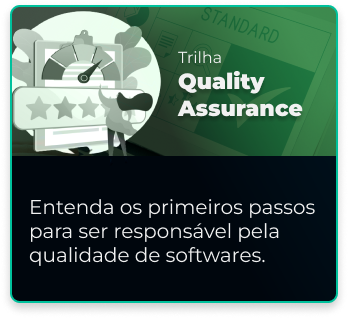 STANDARD
Trilha
Quality
Assurance
Entenda os primeiros passos
para ser responsável pela
qualidade de softwares.